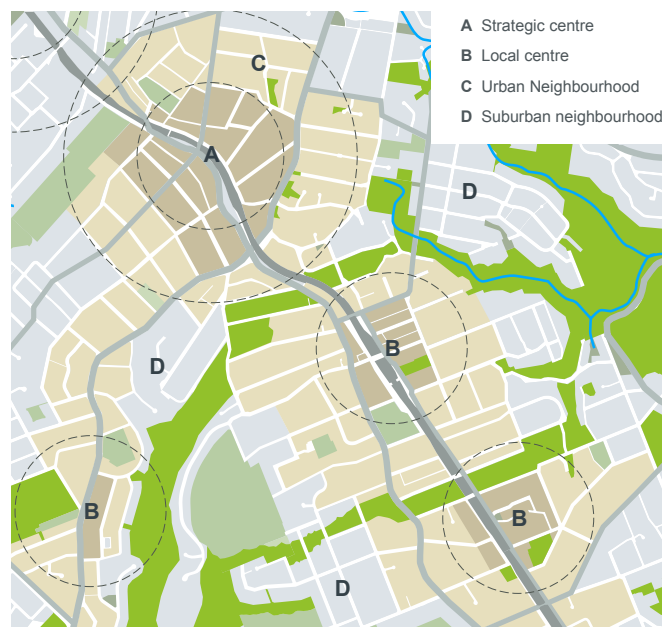 A Strategic centre
B Local centre
C Urban Neighbourhood
D Suburban neighbourhood
C
A
D
B
D
B
B
D